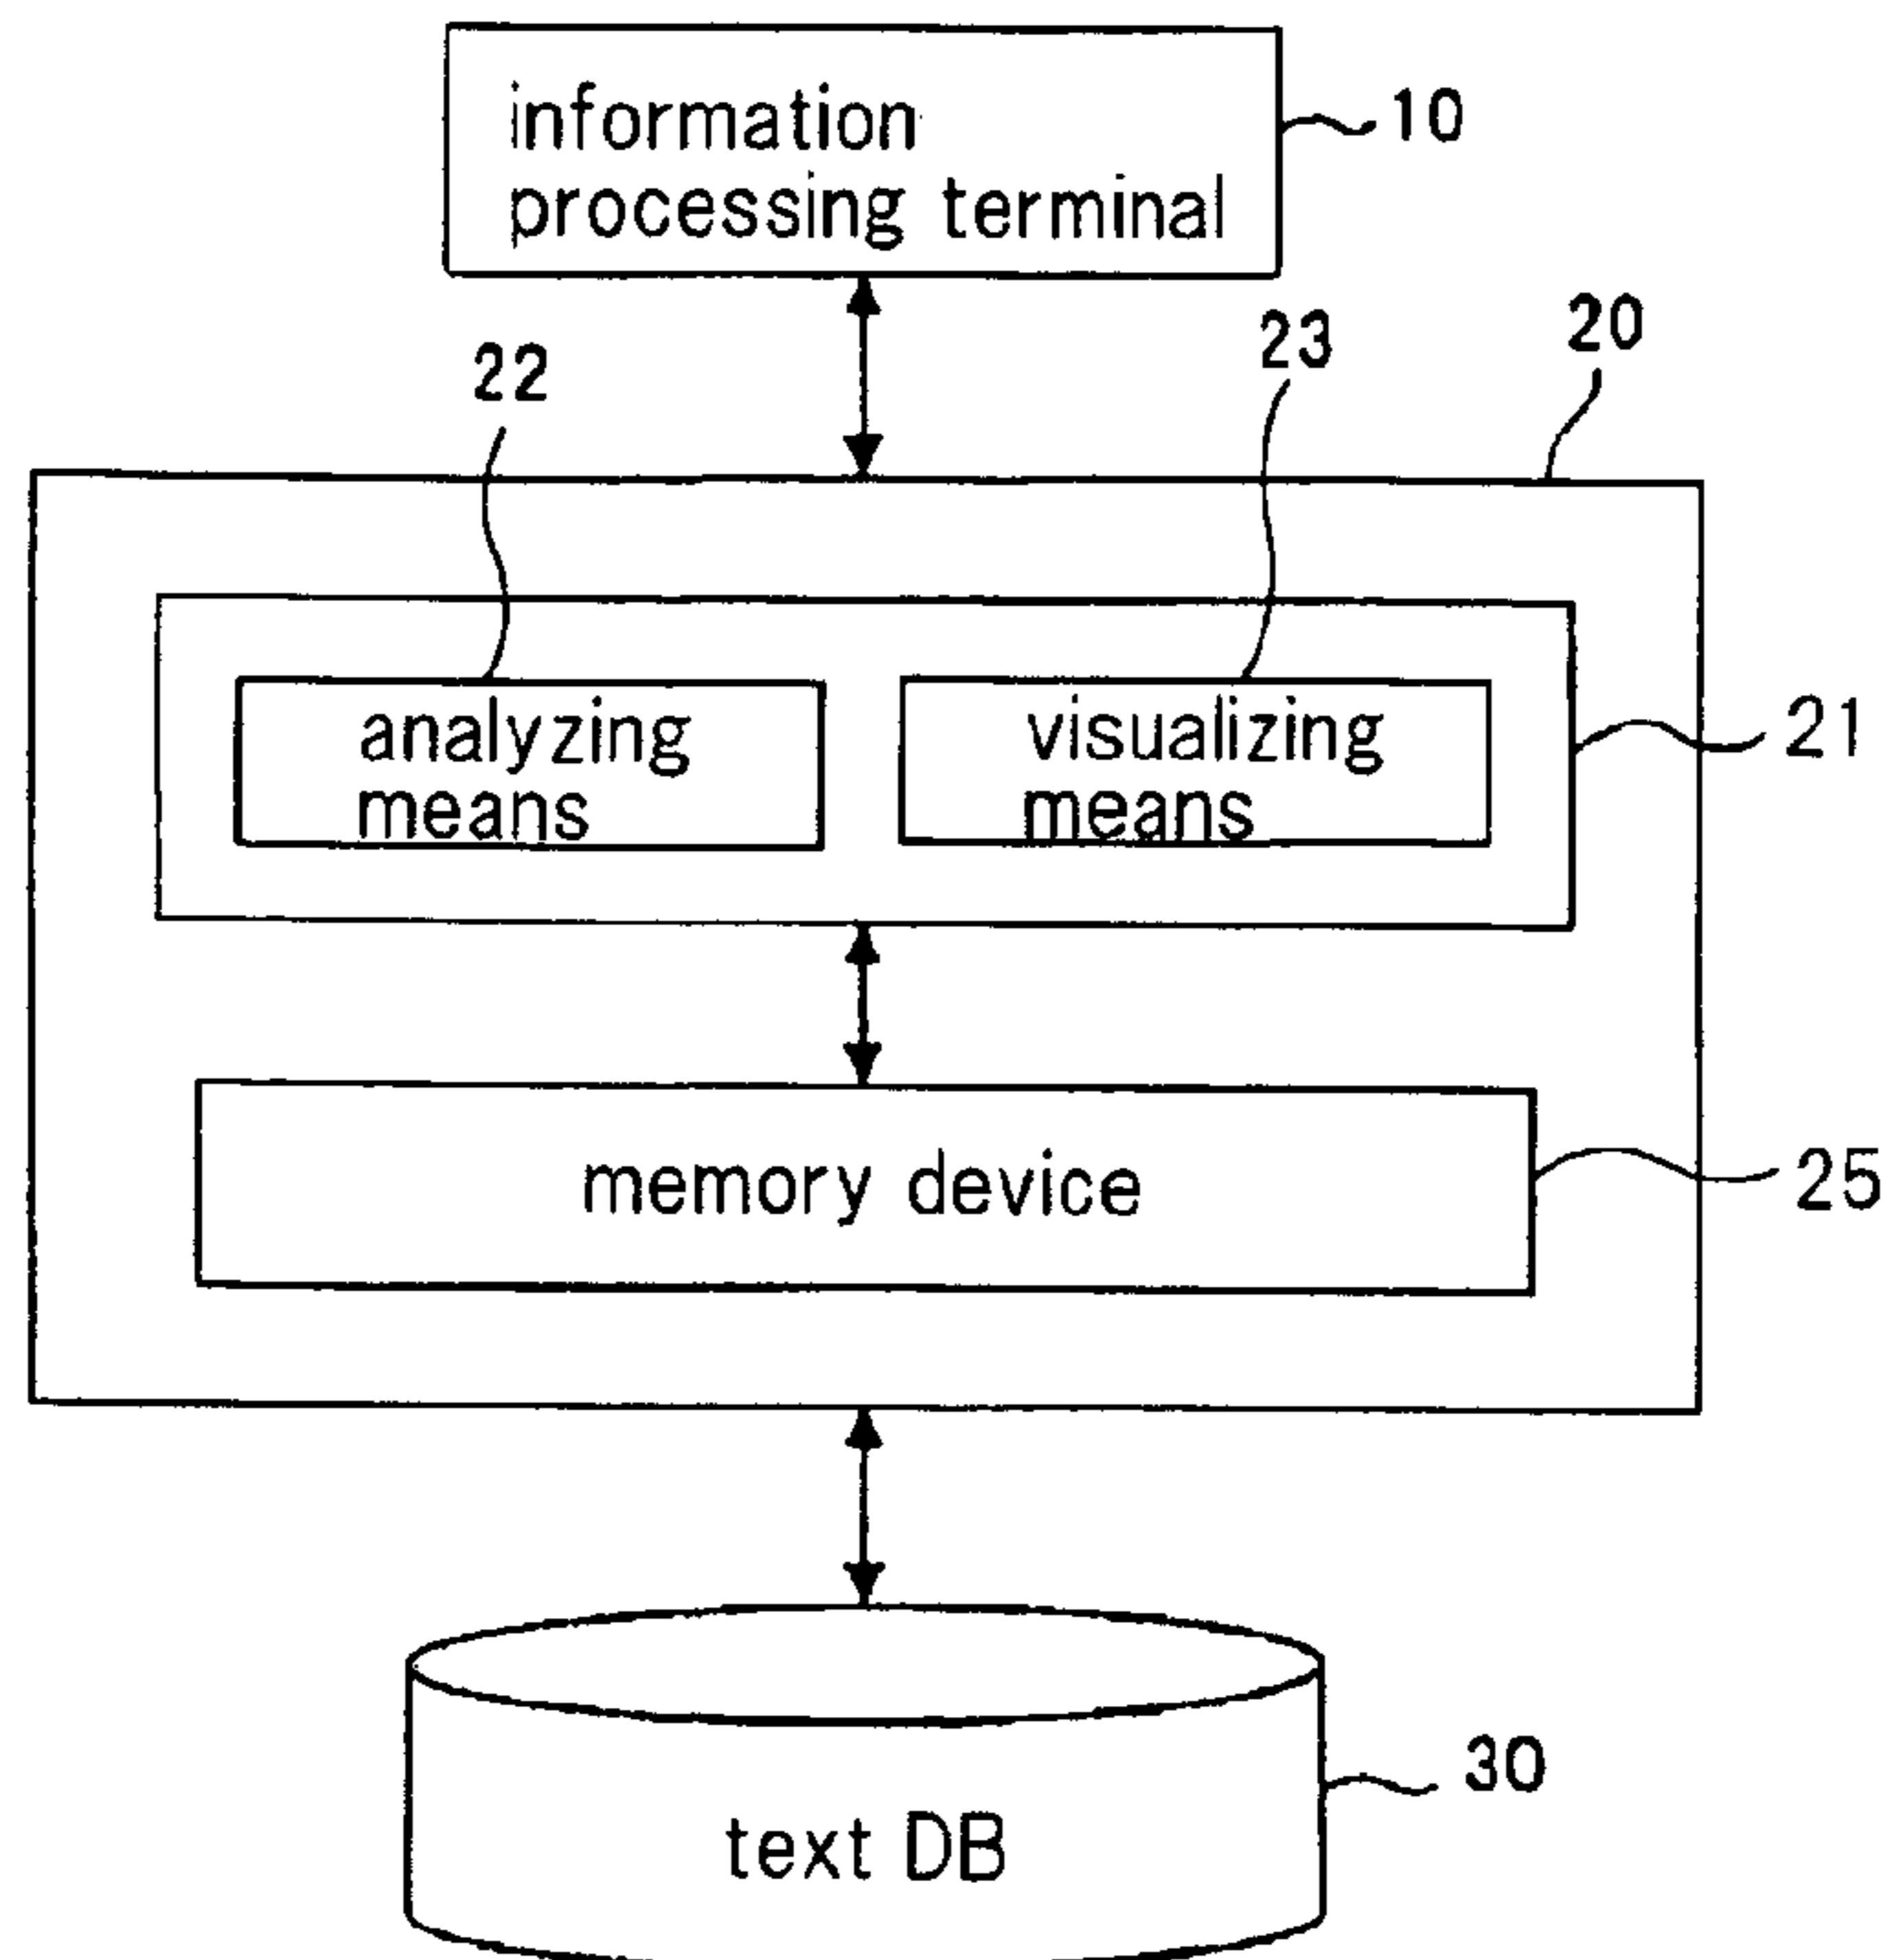 information
processing terminal
10
20
23
22
analyzing
means
visualizing
means
21
memory device
25
30
text DB